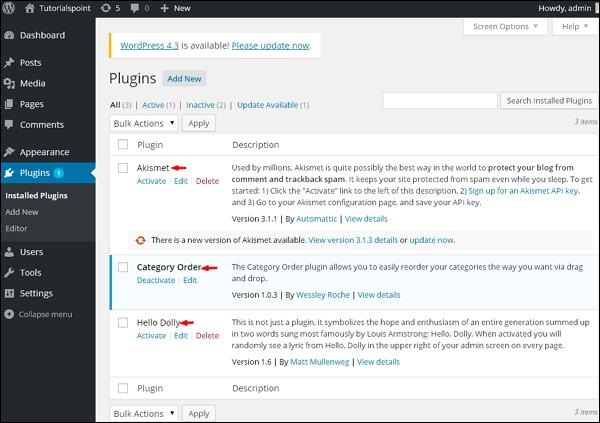 Tutorialspoint 5 0 + New Howdy, admin
Screen Options ▼ Help ▼
Dashboard
Posts
Media
Pages
Comments
Appearance
Plugins 1
Installed Plugins
Add New
Editor
Users
Tools
Settings
Collapse menu
WordPress 4.3 is available! Please update now.
Plugins Add New
All (3) | Active (1) | Inactive (2) | Update Available (1)
Search Installed Plugins
Bulk Actions ▼ Apply
3 items
Plugin Description
Akismet
Activate | Edit | Delete
Used by millions, Akismet is quite possibly the best way in the world to protect your blog from
comment and trackback spam. It keeps your site protected from spam even while you sleep. To get
started: 1) Click the "Activate" link to the left of this description, 2) Sign up for an Akismet API key,
and 3) Go to your Akismet configuration page, and save your API key.
Version 3.1.1 | By Automattic | View details
There is a new version of Akismet available. View version 3.1.3 details or update now.
Category Order
Deactivate | Edit
The Category Order plugin allows you to easily reorder your categories the way you want via drag
and drop.
Version 1.0.3 | By Wessley Roche | View details
Hello Dolly
Activate | Edit | Delete
This is not just a plugin, it symbolizes the hope and enthusiasm of an entire generation summed up
in two words sung most famously by Louis Armstrong: Hello, Dolly. When activated you will
randomly see a lyric from Hello, Dolly in the upper right of your admin screen on every page.
Version 1.6 | By Matt Mullenweg | View details
Plugin Description
Bulk Actions ▼ Apply
3 items